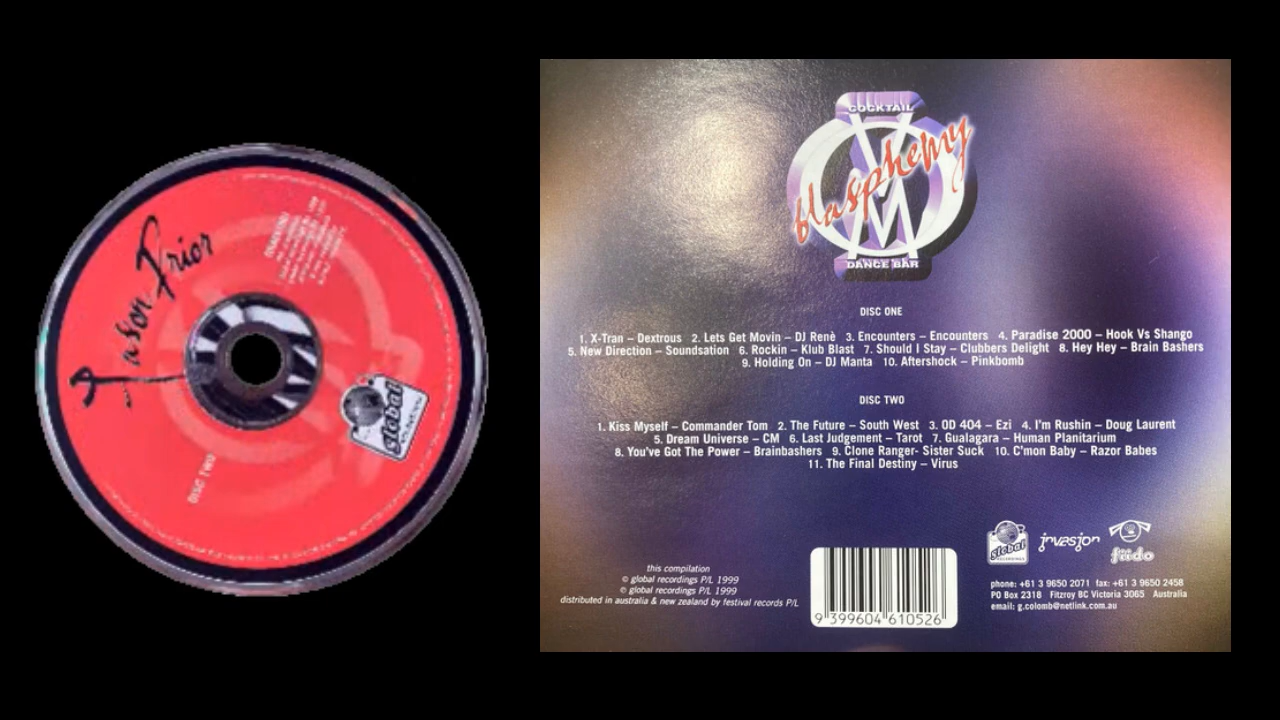 Jason Prior
DISC TWO
global
COCKTAIL
blasphemy
DANCE BAR
DISC ONE
1. X-Tran – Dextrous 2. Lets Get Movin – DJ Renè 3. Encounters – Encounters 4. Paradise 2000 – Hook Vs Shango
5. New Direction – Soundsation 6. Rockin – Klub Blast 7. Should I Stay – Clubbers Delight 8. Hey Hey – Brain Bashers
9. Holding On – DJ Manta 10. Aftershock – Pinkbomb
DISC TWO
1. Kiss Myself – Commander Tom 2. The Future – South West 3. OD 404 – Ezi 4. I'm Rushin – Doug Laurent
5. Dream Universe – CM 6. Last Judgement – Tarot 7. Gualagara – Human Planitarium
8. You've Got The Power – Brainbashers 9. Clone Ranger- Sister Suck 10. C'mon Baby – Razor Babes
11. The Final Destiny – Virus
this compilation
© global recordings P/L 1999
© global recordings P/L 1999
distributed in australia & new zealand by festival records P/L
9 399604 610526
global
RECORDINGS
invasion
fudo
phone: +61 3 9650 2071 fax: +61 3 9650 2458
PO Box 2318 Fitzroy BC Victoria 3065 Australia
email: g.colomb@netlink.com.au